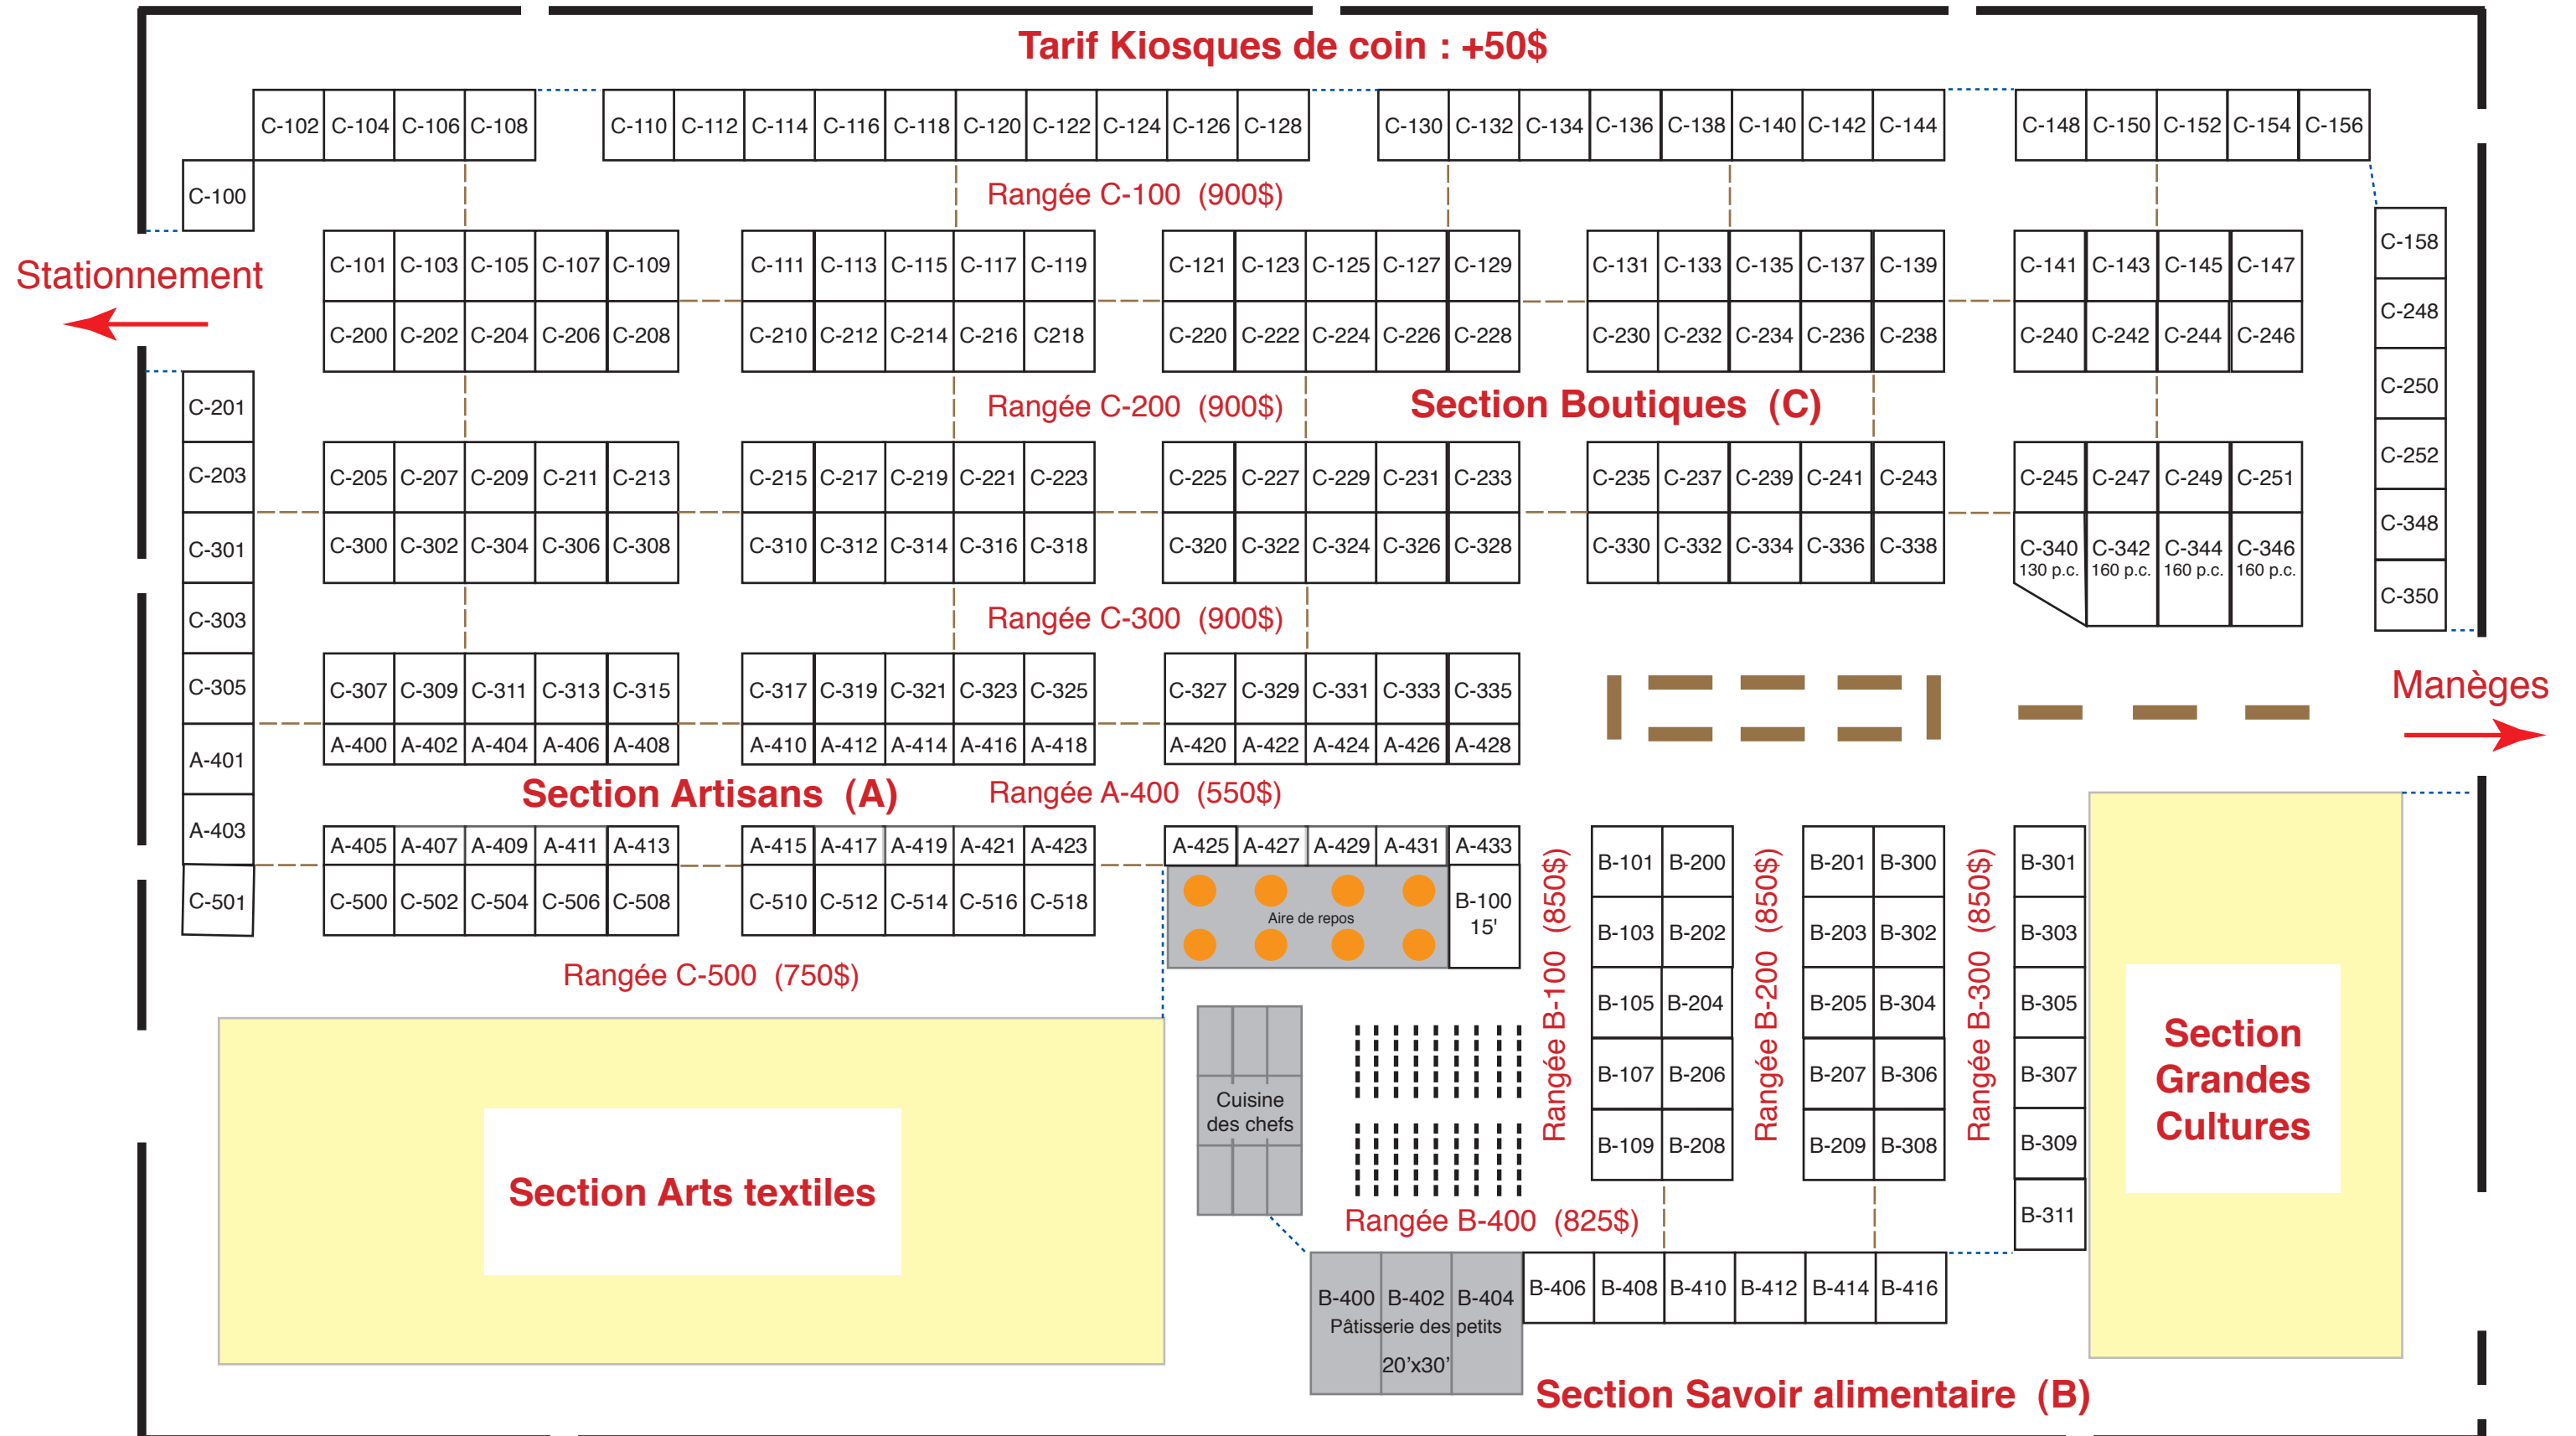 Tarif Kiosques de coin : +50$
C-102 C-104 C-106 C-108 C-110 C-112 C-114 C-116 C-118 C-120 C-122 C-124 C-126 C-128 C-130 C-132 C-134 C-136 C-138 C-140 C-142 C-144 C-148 C-150 C-152 C-154 C-156
C-100
Rangée C-100 (900$)
C-158
Stationnement
C-101 C-103 C-105 C-107 C-109 C-111 C-113 C-115 C-117 C-119 C-121 C-123 C-125 C-127 C-129 C-131 C-133 C-135 C-137 C-139 C-141 C-143 C-145 C-147
C-248
C-200 C-202 C-204 C-206 C-208 C-210 C-212 C-214 C-216 C218 C-220 C-222 C-224 C-226 C-228 C-230 C-232 C-234 C-236 C-238 C-240 C-242 C-244 C-246
C-250
C-201
Rangée C-200 (900$)
Section Boutiques (C)
C-252
C-203
C-205 C-207 C-209 C-211 C-213 C-215 C-217 C-219 C-221 C-223 C-225 C-227 C-229 C-231 C-233 C-235 C-237 C-239 C-241 C-243 C-245 C-247 C-249 C-251
C-348
C-301
C-300 C-302 C-304 C-306 C-308 C-310 C-312 C-314 C-316 C-318 C-320 C-322 C-324 C-326 C-328 C-330 C-332 C-334 C-336 C-338 C-340 C-342 C-344 C-346
130 p.c. 160 p.c. 160 p.c. 160 p.c.
C-350
C-303
Rangée C-300 (900$)
C-305
C-307 C-309 C-311 C-313 C-315 C-317 C-319 C-321 C-323 C-325 C-327 C-329 C-331 C-333 C-335
Manèges
A-401
A-400 A-402 A-404 A-406 A-408 A-410 A-412 A-414 A-416 A-418 A-420 A-422 A-424 A-426 A-428
Section Artisans (A)
Rangée A-400 (550$)
A-403
A-405 A-407 A-409 A-411 A-413 A-415 A-417 A-419 A-421 A-423 A-425 A-427 A-429 A-431 A-433
C-501
C-500 C-502 C-504 C-506 C-508 C-510 C-512 C-514 C-516 C-518
Aire de repos
B-100
15'
Rangée C-500 (750$)
Rangée B-100 (850$)
B-101 B-200
B-103 B-202
B-105 B-204
B-107 B-206
B-109 B-208
Rangée B-200 (850$)
B-201 B-300
B-203 B-302
B-205 B-304
B-207 B-306
B-209 B-308
Rangée B-300 (850$)
B-301
B-303
B-305
B-307
B-309
B-311
Section
Grandes
Cultures
Cuisine
des chefs
Section Arts textiles
Rangée B-400 (825$)
B-400 B-402 B-404 B-406 B-408 B-410 B-412 B-414 B-416
Pâtisserie des petits
20'x30'
Section Savoir alimentaire (B)